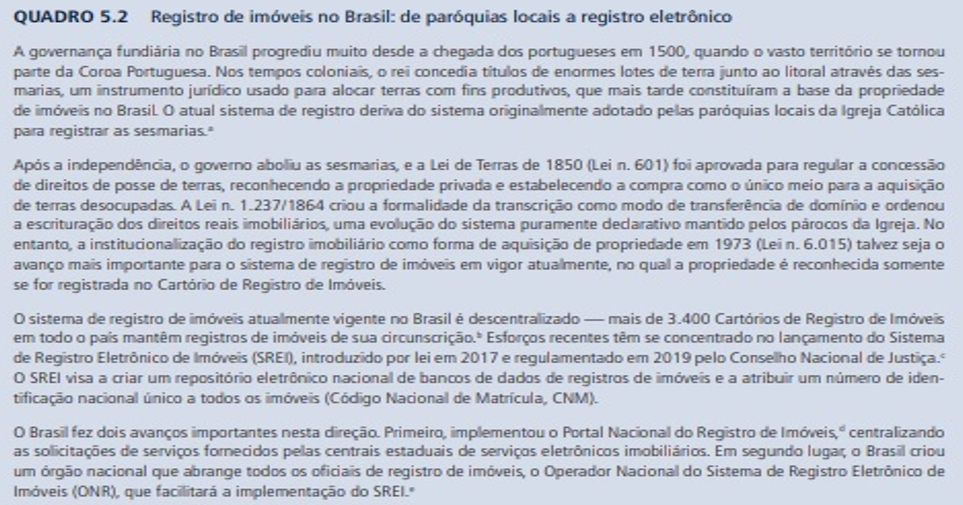 QUADRO 5.2 Registro de imóveis no Brasil: de paróquias locais a registro eletrônico
A governança fundiária no Brasil progrediu muito desde a chegada dos portugueses em 1500, quando o vasto território se tornou
parte da Coroa Portuguesa. Nos tempos coloniais, o rei concedia títulos de enormes lotes de terra junto ao litoral através das ses-
marias, um instrumento jurídico usado para alocar terras com fins produtivos, que mais tarde constituíram a base da propriedade
de imóveis no Brasil. O atual sistema de registro deriva do sistema originalmente adotado pelas paróquias locais da Igreja Católica
para registrar as sesmarias.ª
Após a independência, o governo aboliu as sesmarias, e a Lei de Terras de 1850 (Lei n. 601) foi aprovada para regular a concessão
de direitos de posse de terras, reconhecendo a propriedade privada e estabelecendo a compra como o único meio para a aquisição
de terras desocupadas. A Lei n. 1.237/1864 criou a formalidade da transcrição como modo de transferência de domínio e ordenou
a escrituração dos direitos reais imobiliários, uma evolução do sistema puramente declarativo mantido pelos párocos da Igreja. No
entanto, a institucionalização do registro imobiliário como forma de aquisição de propriedade em 1973 (Lei n. 6.015) talvez seja o
avanço mais importante para o sistema de registro de imóveis em vigor atualmente, no qual a propriedade é reconhecida somente
se for registrada no Cartório de Registro de Imóveis.
O sistema de registro de imóveis atualmente vigente no Brasil é descentralizado — mais de 3.400 Cartórios de Registro de Imóveis
em todo o país mantêm registros de imóveis de sua circunscrição.ᵇ Esforços recentes têm se concentrado no lançamento do Sistema
de Registro Eletrônico de Imóveis (SREI), introduzido por lei em 2017 e regulamentado em 2019 pelo Conselho Nacional de Justiça.ᶜ
O SREI visa a criar um repositório eletrônico nacional de bancos de dados de registros de imóveis e a atribuir um número de iden-
tificação nacional único a todos os imóveis (Código Nacional de Matrícula, CNM).
O Brasil fez dois avanços importantes nesta direção. Primeiro, implementou o Portal Nacional do Registro de Imóveis,ᵈ centralizando
as solicitações de serviços fornecidos pelas centrais estaduais de serviços eletrônicos imobiliários. Em segundo lugar, o Brasil criou
um órgão nacional que abrange todos os oficiais de registro de imóveis, o Operador Nacional do Sistema de Registro Eletrônico de
Imóveis (ONR), que facilitará a implementação do SREI.ᵉ